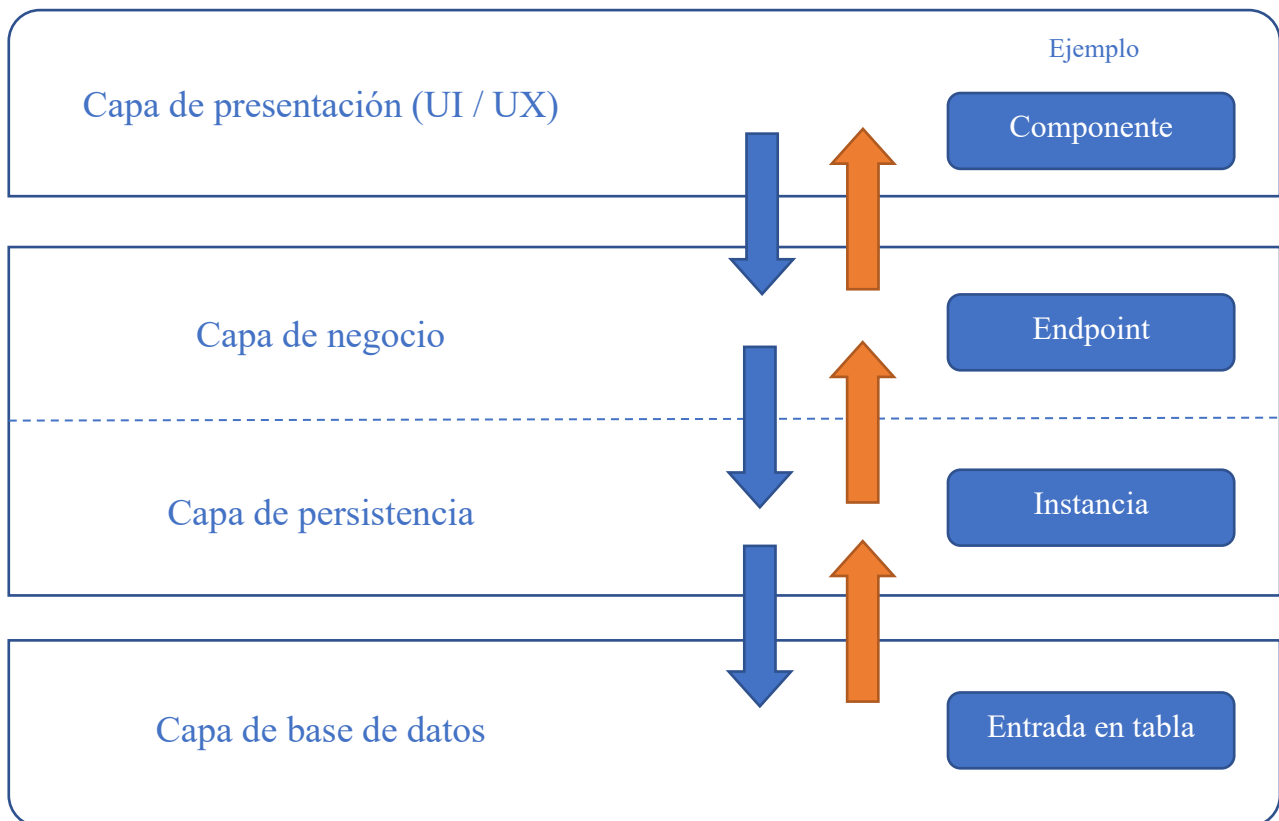 Ejemplo
Capa de presentación (UI / UX)
Componente
Capa de negocio
Endpoint
Capa de persistencia
Instancia
Capa de base de datos
Entrada en tabla